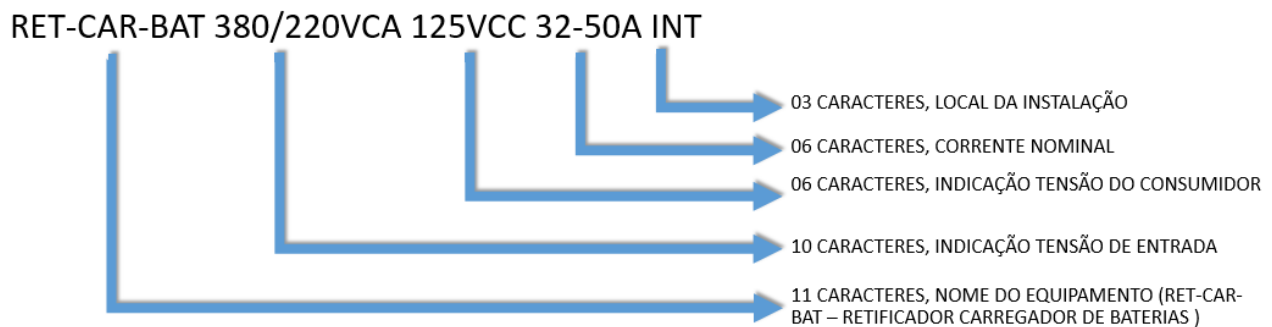 RET-CAR-BAT 380/220VCA 125VCC 32-50A INT
03 CARACTERES, LOCAL DA INSTALAÇÃO
06 CARACTERES, CORRENTE NOMINAL
06 CARACTERES, INDICAÇÃO TENSÃO DO CONSUMIDOR
10 CARACTERES, INDICAÇÃO TENSÃO DE ENTRADA
11 CARACTERES, NOME DO EQUIPAMENTO (RET-CAR-
BAT – RETIFICADOR CARREGADOR DE BATERIAS )